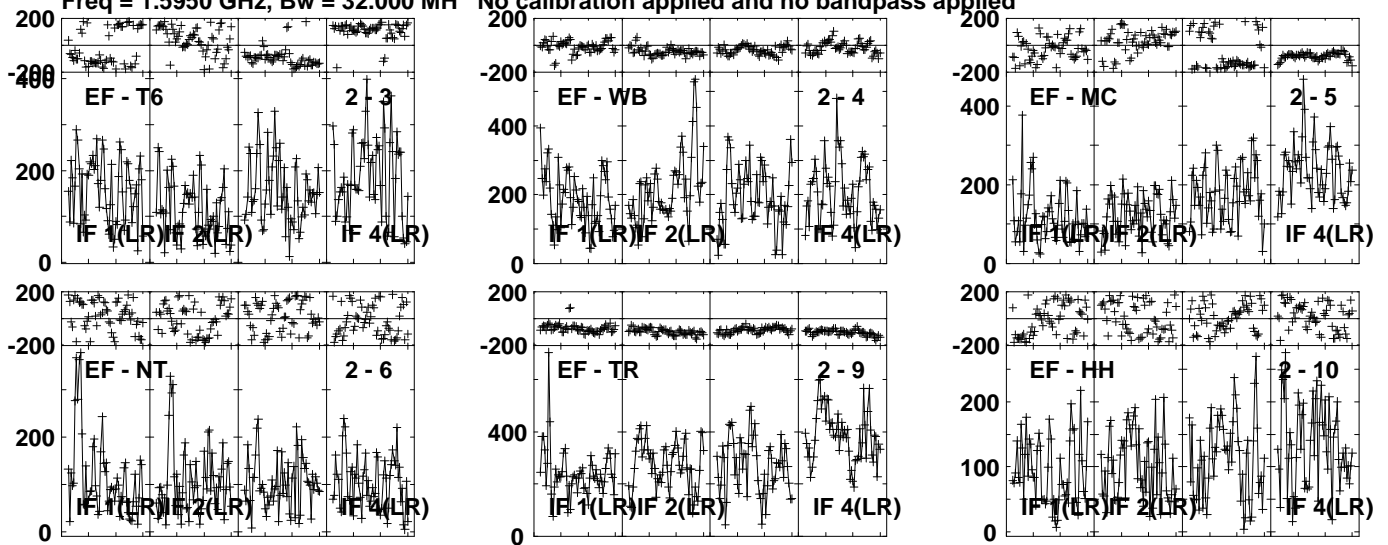 Freq = 1.5950 GHz, Bw = 32.000 MH No calibration applied and no bandpass applied
200
-200
400
200
0
EF - T6
2 - 3
IF 1(LR)
IF 2(LR)
IF 4(LR)
200
-200
400
200
0
EF - WB
2 - 4
IF 1(LR)
IF 2(LR)
IF 4(LR)
200
-200
400
200
0
EF - MC
2 - 5
IF 1(LR)
IF 2(LR)
IF 4(LR)
200
-200
200
0
EF - NT
2 - 6
IF 1(LR)
IF 2(LR)
IF 4(LR)
200
-200
400
0
EF - TR
2 - 9
IF 1(LR)
IF 2(LR)
IF 4(LR)
200
-200
200
100
0
EF - HH
2 - 10
IF 1(LR)
IF 2(LR)
IF 4(LR)